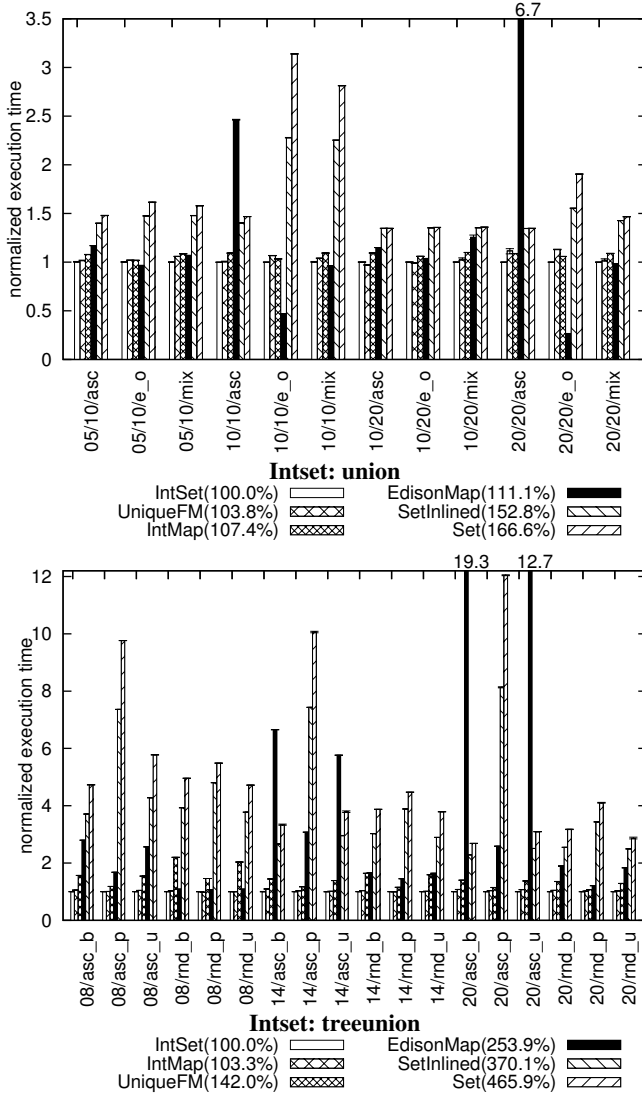 6.7
3.5
3
2.5
2
1.5
1
0.5
0
normalized execution time
05/10/asc
05/10/e_o
05/10/mix
10/10/asc
10/10/e_o
10/10/mix
10/20/asc
10/20/e_o
10/20/mix
20/20/asc
20/20/e_o
20/20/mix
Intset: union
IntSet(100.0%) EdisonMap(111.1%)
UniqueFM(103.8%) SetInlined(152.8%)
IntMap(107.4%) Set(166.6%)
19.3 12.7
12
10
8
6
4
2
0
normalized execution time
08/asc_b
08/asc_p
08/asc_u
08/rnd_b
08/rnd_p
08/rnd_u
14/asc_b
14/asc_p
14/asc_u
14/rnd_b
14/rnd_p
14/rnd_u
20/asc_b
20/asc_p
20/asc_u
20/rnd_b
20/rnd_p
20/rnd_u
Intset: treeunion
IntSet(100.0%) EdisonMap(253.9%)
IntMap(103.3%) SetInlined(370.1%)
UniqueFM(142.0%) Set(465.9%)